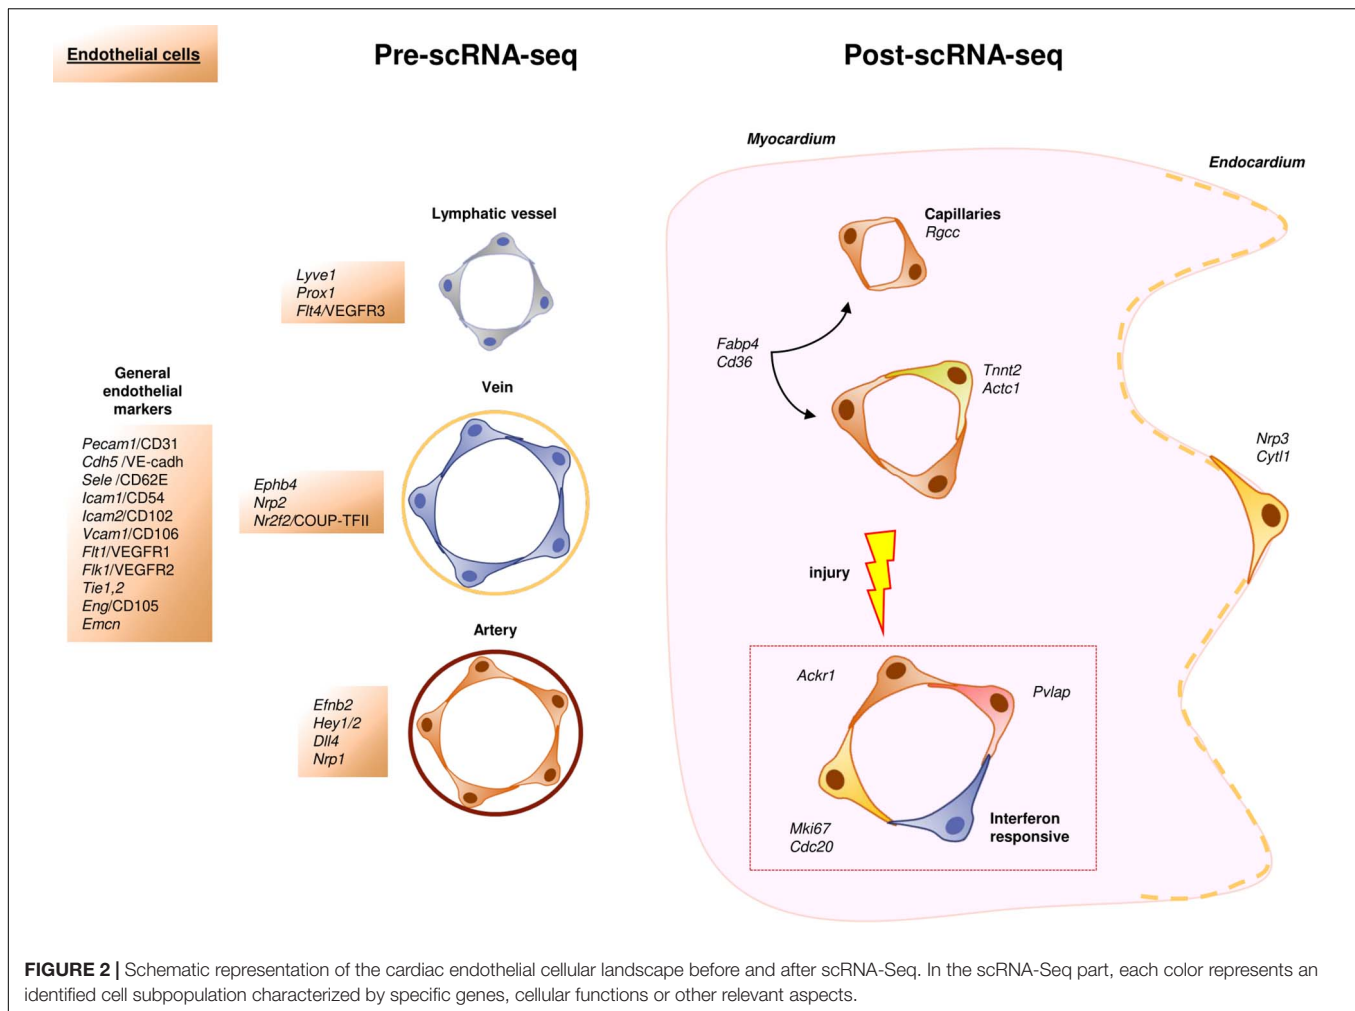 Endothelial cells
Pre-scRNA-seq
Post-scRNA-seq
Myocardium
Endocardium
Lymphatic vessel
Lyve1
Prox1
Flt4/VEGFR3
General
endothelial
markers
Pecam1/CD31
Cdh5 /VE-cadh
Sele /CD62E
Icam1/CD54
Icam2/CD102
Vcam1/CD106
Flt1/VEGFR1
Flk1/VEGFR2
Tie1,2
Eng/CD105
Emcn
Vein
Ephb4
Nrp2
Nr2f2/COUP-TFII
Artery
Efnb2
Hey1/2
Dll4
Nrp1
Capillaries
Rgcc
Fabp4
Cd36
Tnnt2
Actc1
Nrp3
Cytl1
injury
Ackr1
Pvlap
Mki67
Cdc20
Interferon
responsive
FIGURE 2 | Schematic representation of the cardiac endothelial cellular landscape before and after scRNA-Seq. In the scRNA-Seq part, each color represents an
identified cell subpopulation characterized by specific genes, cellular functions or other relevant aspects.